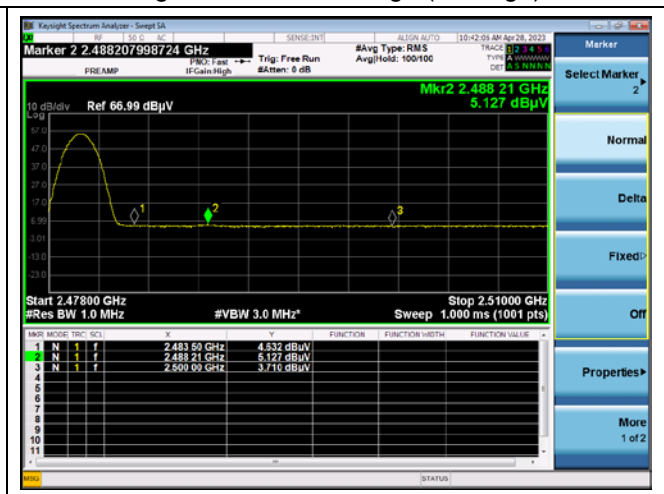 Keysight Spectrum Analyzer - Swept SA
RF 50 Ω AC SENSE:INT ALIGN AUTO 10:42:05 AM Apr 28, 2023
Marker 2 2.488207998724 GHz
#Avg Type: RMS
TRACE 1 2 3 4 5 6
Marker
PNO: Fast Trig: Free Run
Avg|Hold: 100/100
TYPE A WWWWW
PREAMP IFGain:High #Atten: 0 dB
DET A S N N N N
Select Marker
2
Mkr2 2.488 21 GHz
10 dB/div Ref 66.99 dBµV
5.127 dBµV
Log
57.0
47.0
37.0
27.0
17.0
6.99
-3.01
-13.0
-23.0
1
2
3
Normal
Delta
Fixed
Off
Start 2.47800 GHz
Stop 2.51000 GHz
#Res BW 1.0 MHz #VBW 3.0 MHz* Sweep 1.000 ms (1001 pts)
MKR MODE TRC SCL X Y FUNCTION FUNCTION WIDTH FUNCTION VALUE
1 N 1 f 2.483 50 GHz 4.532 dBuV
2 N 1 f 2.488 21 GHz 5.127 dBuV
3 N 1 f 2.500 00 GHz 3.710 dBuV
4
5
6
7
8
9
10
11
Properties
More
1 of 2
MSG
STATUS